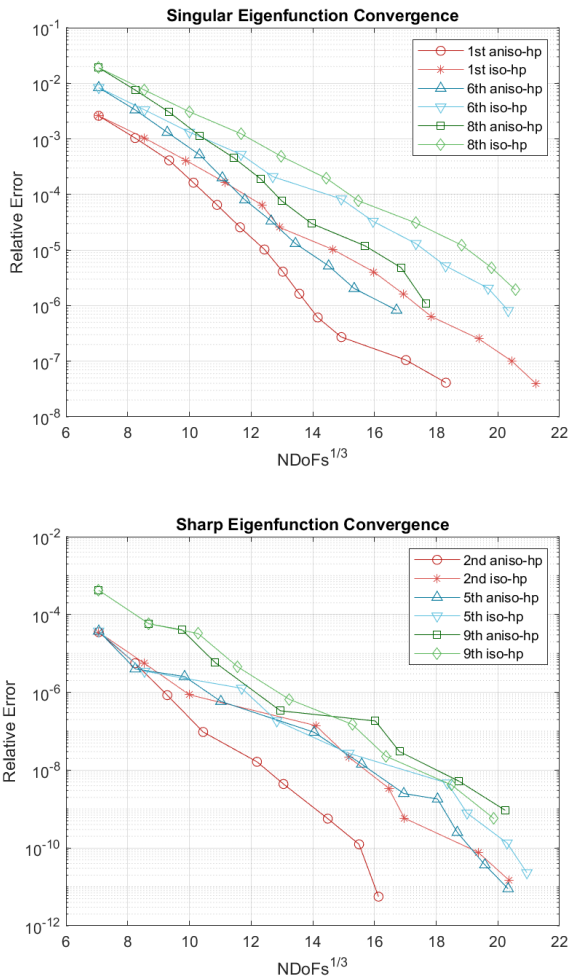 Singular Eigenfunction Convergence
10^-1
10^-2
10^-3
10^-4
10^-5
10^-6
10^-7
10^-8
Relative Error
1st aniso-hp
1st iso-hp
6th aniso-hp
6th iso-hp
8th aniso-hp
8th iso-hp
6 8 10 12 14 16 18 20 22
NDoFs^1/3
Sharp Eigenfunction Convergence
10^-2
10^-4
10^-6
10^-8
10^-10
10^-12
Relative Error
2nd aniso-hp
2nd iso-hp
5th aniso-hp
5th iso-hp
9th aniso-hp
9th iso-hp
6 8 10 12 14 16 18 20 22
NDoFs^1/3